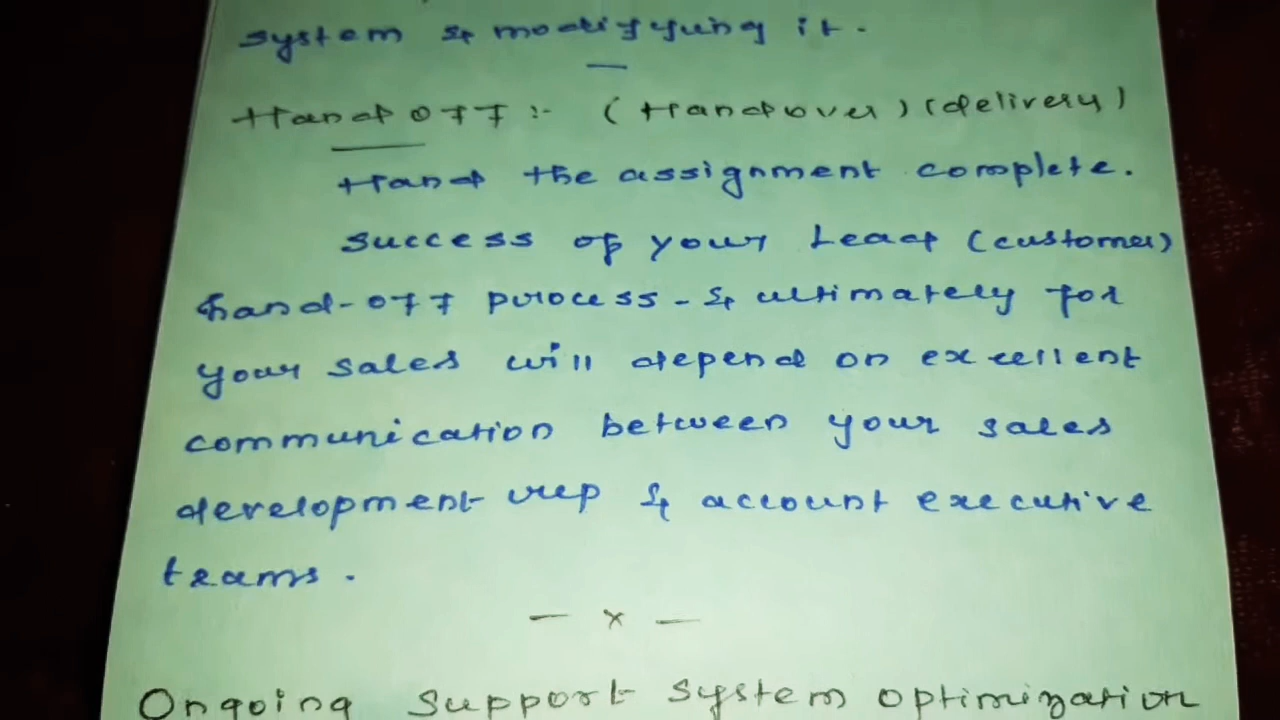 system & modifyung it.
Hand off :- (Handover) (delivery)
Hand the assignment complete.
Success of your Lead (customer)
hand-off process - & ultimately for
your sales will depend on excellent
communication between your sales
development rep & account executive
teams.
— x —
Ongoing Support System Optimization